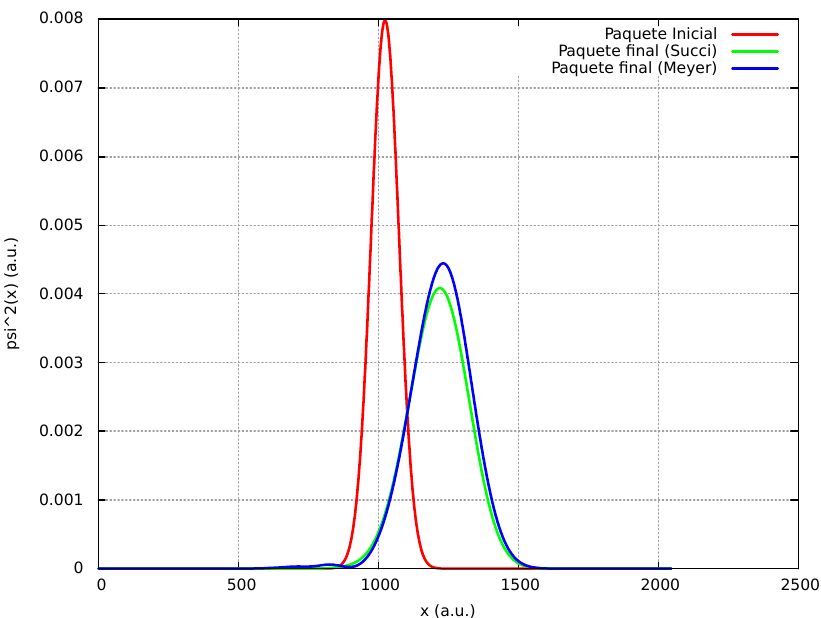 Paquete Inicial
Paquete final (Succi)
Paquete final (Meyer)
psi^2(x) (a.u.)
0.008
0.007
0.006
0.005
0.004
0.003
0.002
0.001
0
0 500 1000 1500 2000 2500
x (a.u.)